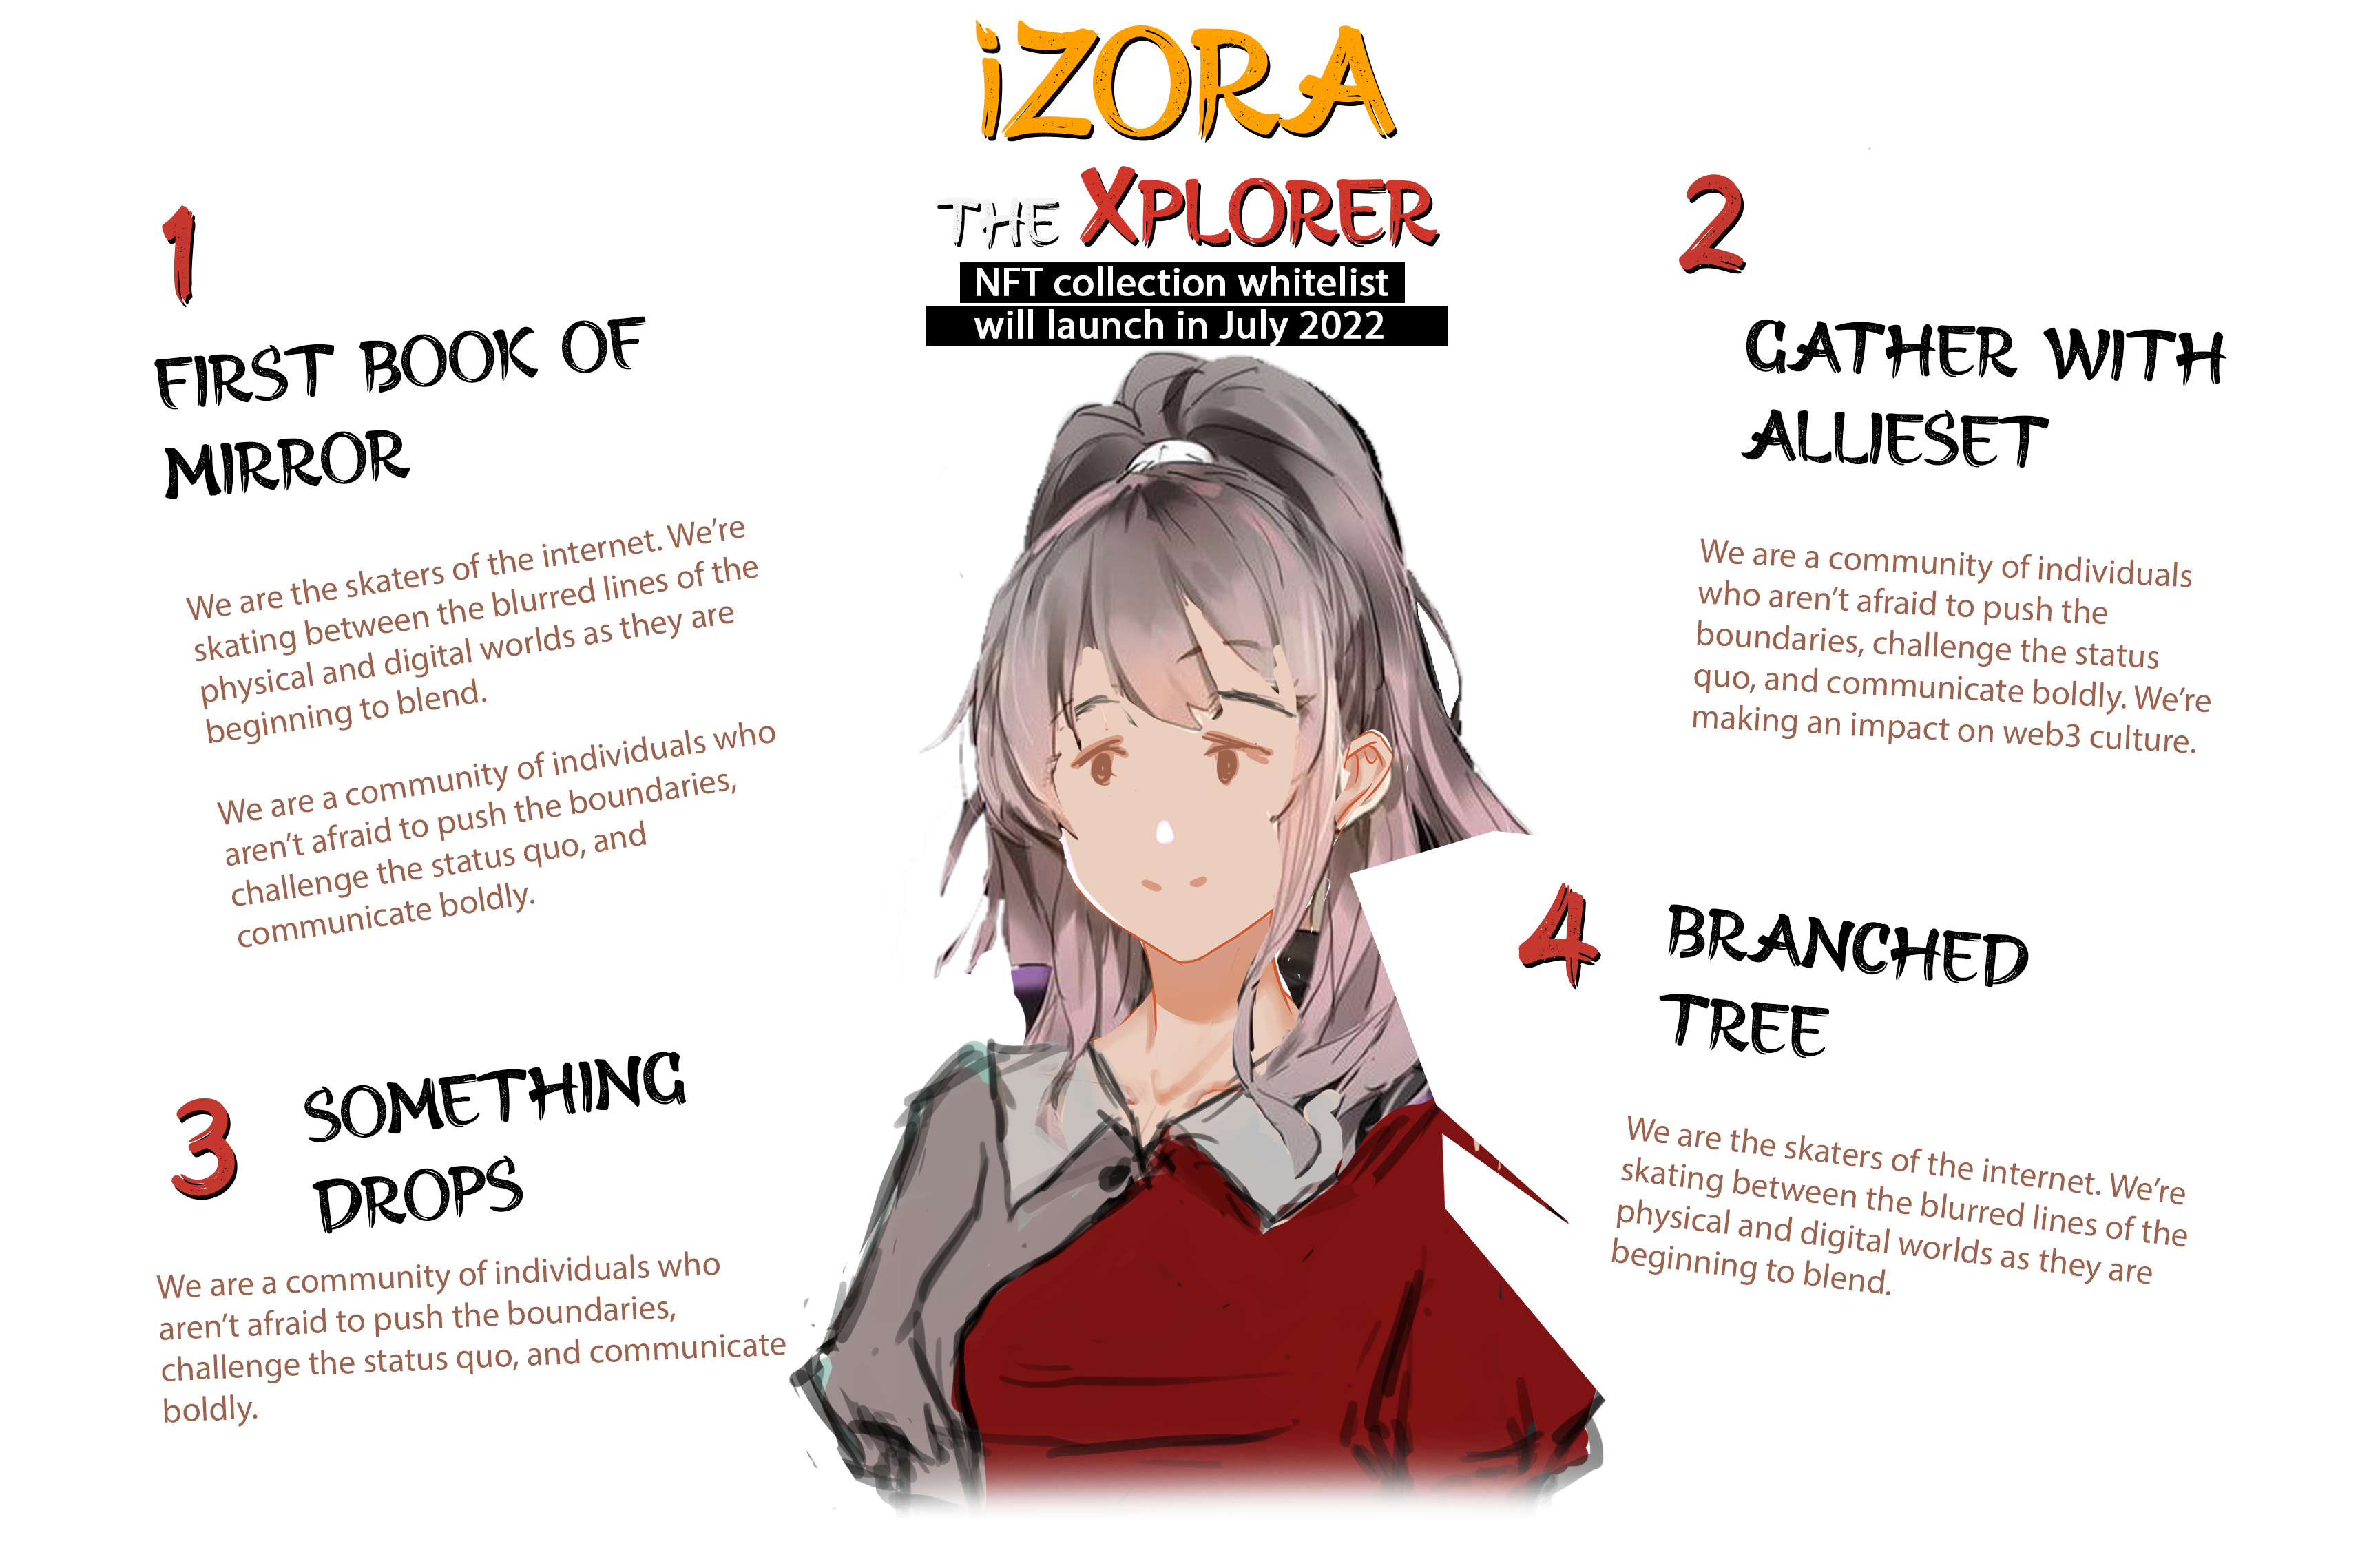 iZORA
THE XPLORER
NFT collection whitelist
will launch in July 2022
1
FIRST BOOK OF
MIRROR
We are the skaters of the internet. We’re
skating between the blurred lines of the
physical and digital worlds as they are
beginning to blend.
We are a community of individuals who
aren’t afraid to push the boundaries,
challenge the status quo, and
communicate boldly.
2
GATHER WITH
ALLIESET
We are a community of individuals
who aren’t afraid to push the
boundaries, challenge the status
quo, and communicate boldly. We’re
making an impact on web3 culture.
3
SOMETHING
DROPS
We are a community of individuals who
aren’t afraid to push the boundaries,
challenge the status quo, and communicate
boldly.
4
BRANCHED
TREE
We are the skaters of the internet. We’re
skating between the blurred lines of the
physical and digital worlds as they are
beginning to blend.